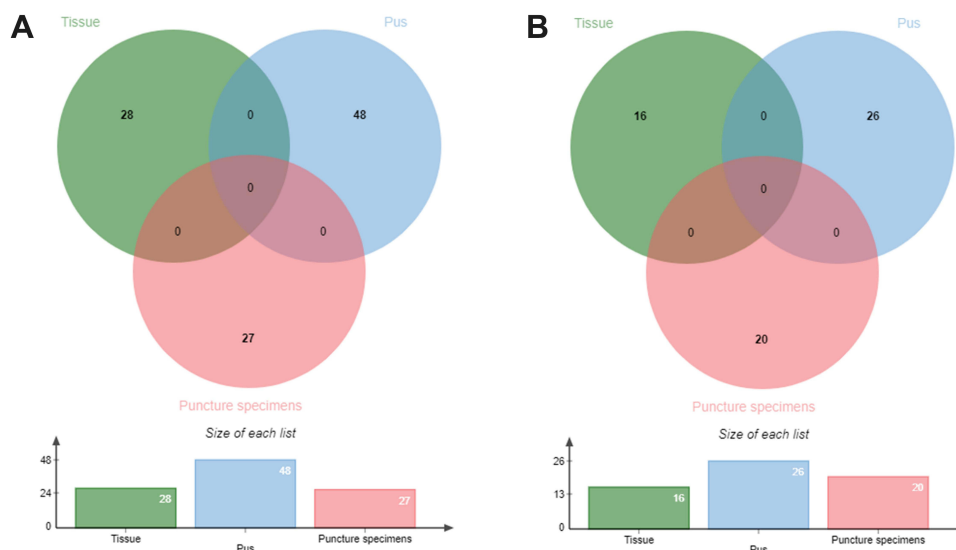 A
Tissue
Pus
28
0
48
0
0
0
27
Puncture specimens
Size of each list
48
24
0
28
48
27
Tissue
Pus
Puncture specimens
B
Tissue
Pus
16
0
26
0
0
0
20
Puncture specimens
Size of each list
26
13
0
16
26
20
Tissue
Pus
Puncture specimens